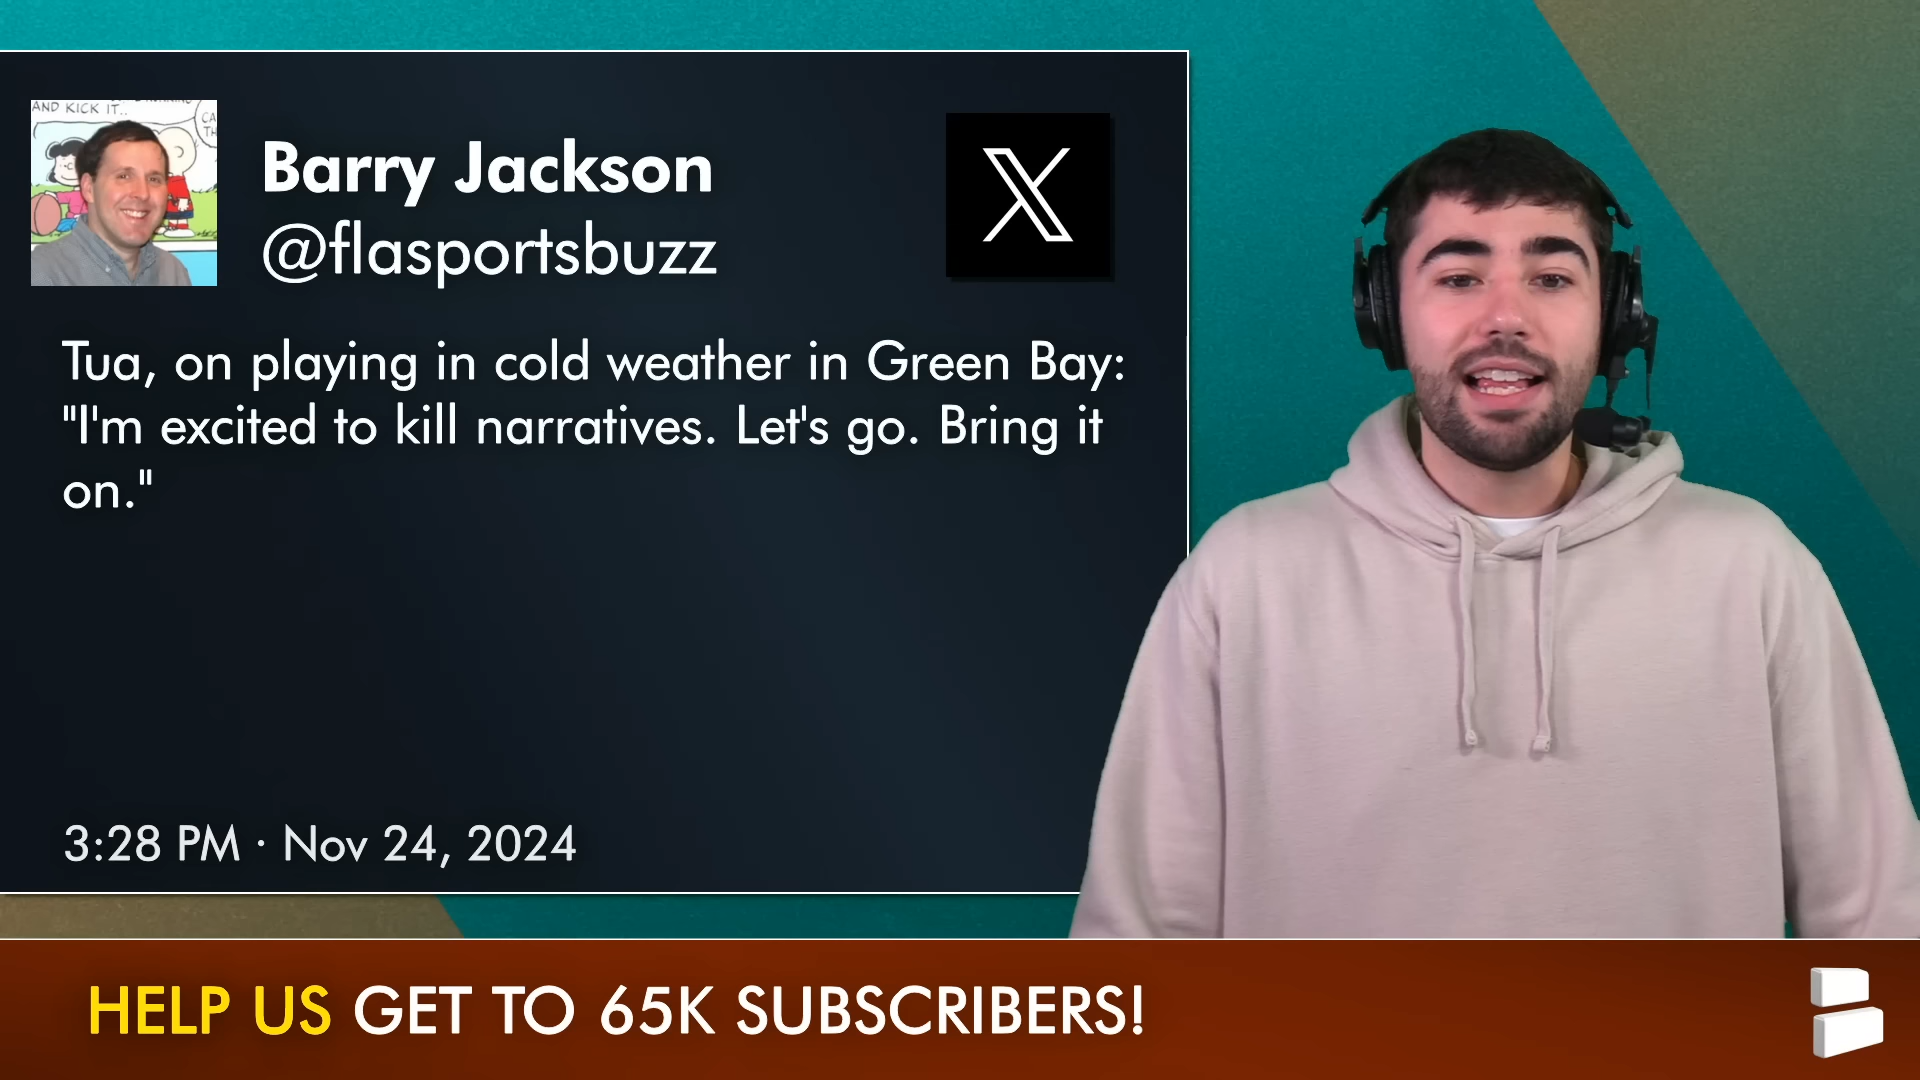 AND KICK IT..
Barry Jackson
@flasportsbuzz
Tua, on playing in cold weather in Green Bay:
"I'm excited to kill narratives. Let's go. Bring it
on."
3:28 PM · Nov 24, 2024
HELP US GET TO 65K SUBSCRIBERS!